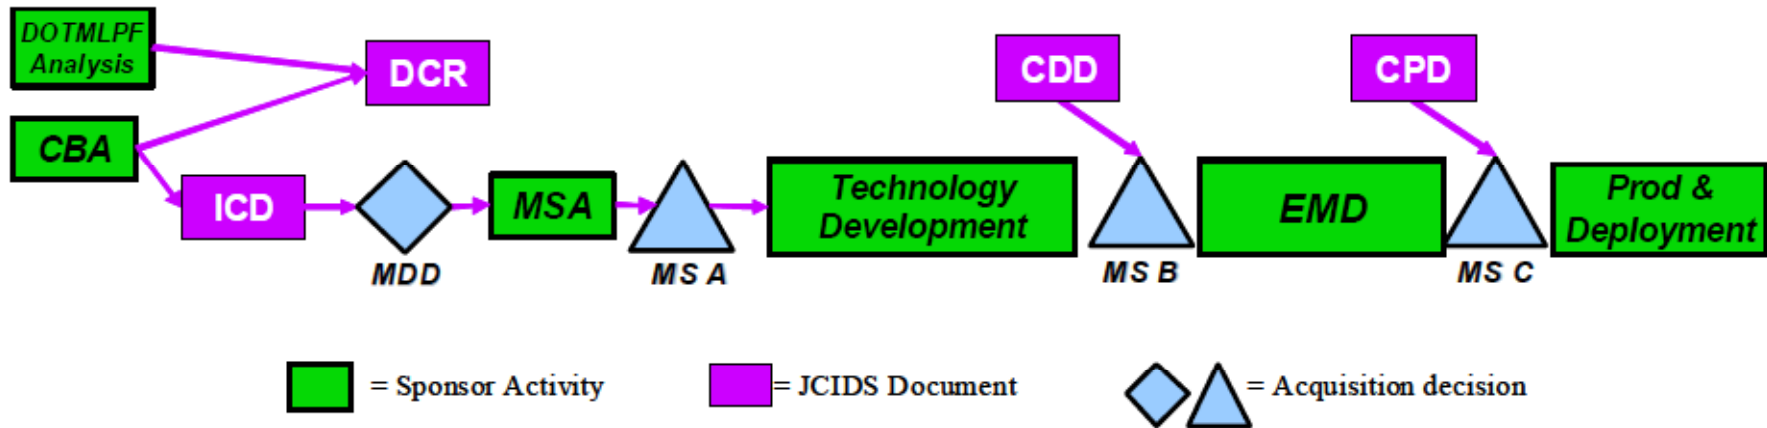 DOTMLPF
Analysis
DCR
CDD
CPD
CBA
ICD
MSA
Technology
Development
EMD
Prod &
Deployment
MDD
MS A
MS B
MS C
= Sponsor Activity
= JCIDS Document
= Acquisition decision